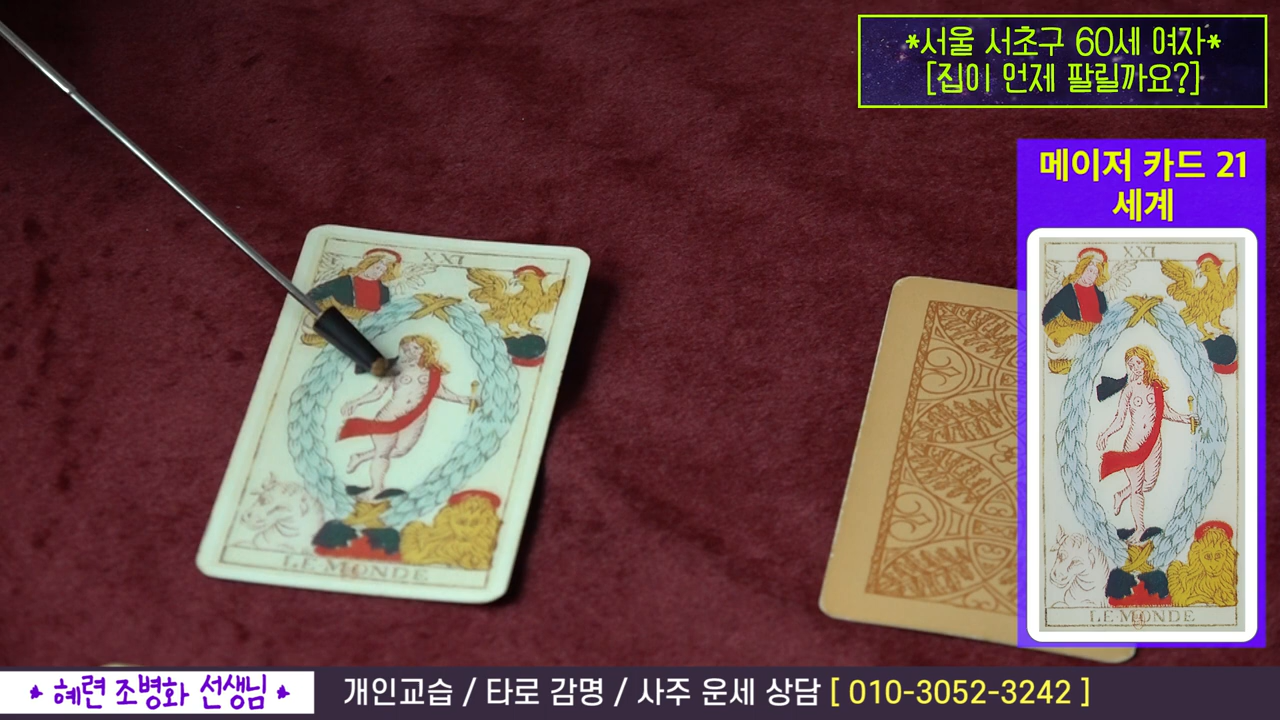 *서울 서초구 60세 여자*
[집이 언제 팔릴까요?]
메이저 카드 21
세계
XXI
LE MONDE
XXI
LE MONDE
* 혜련 조병화 선생님 *
개인교습 / 타로 감명 / 사주 운세 상담 [ 010-3052-3242 ]